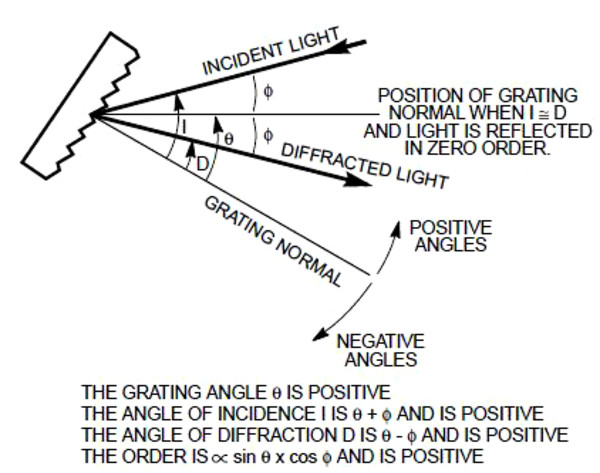 INCIDENT LIGHT
ϕ
POSITION OF GRATING
NORMAL WHEN I ≅ D
AND LIGHT IS REFLECTED
IN ZERO ORDER.
I
θ
ϕ
D
DIFFRACTED LIGHT
GRATING NORMAL
POSITIVE
ANGLES
NEGATIVE
ANGLES
THE GRATING ANGLE θ IS POSITIVE
THE ANGLE OF INCIDENCE I IS θ + ϕ AND IS POSITIVE
THE ANGLE OF DIFFRACTION D IS θ - ϕ AND IS POSITIVE
THE ORDER IS ∝ sin θ x cos ϕ AND IS POSITIVE